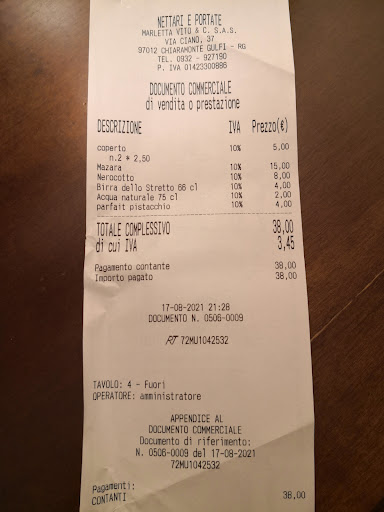 NETTARI E PORTATE
MARLETTA VITO & C. S.A.S.
VIA CIANO, 37
97012 CHIARAMONTE GULFI - RG
TEL. 0932 - 927190
P. IVA 01423300886
DOCUMENTO COMMERCIALE
di vendita o prestazione
DESCRIZIONE IVA Prezzo(€)
coperto 10% 5,00
n.2 * 2,50
Mazara 10% 15,00
Nerocotto 10% 8,00
Birra dello Stretto 66 cl 10% 4,00
Acqua naturale 75 cl 10% 2,00
parfait pistacchio 10% 4,00
TOTALE COMPLESSIVO 38,00
di cui IVA 3,45
Pagamento contante 38,00
Importo pagato 38,00
17-08-2021 21:28
DOCUMENTO N. 0506-0009
RT 72MU1042532
TAVOLO: 4 - Fuori
OPERATORE: amministratore
APPENDICE AL
DOCUMENTO COMMERCIALE
Documento di riferimento:
N. 0506-0009 del 17-08-2021
72MU1042532
Pagamenti:
CONTANTI 38,00